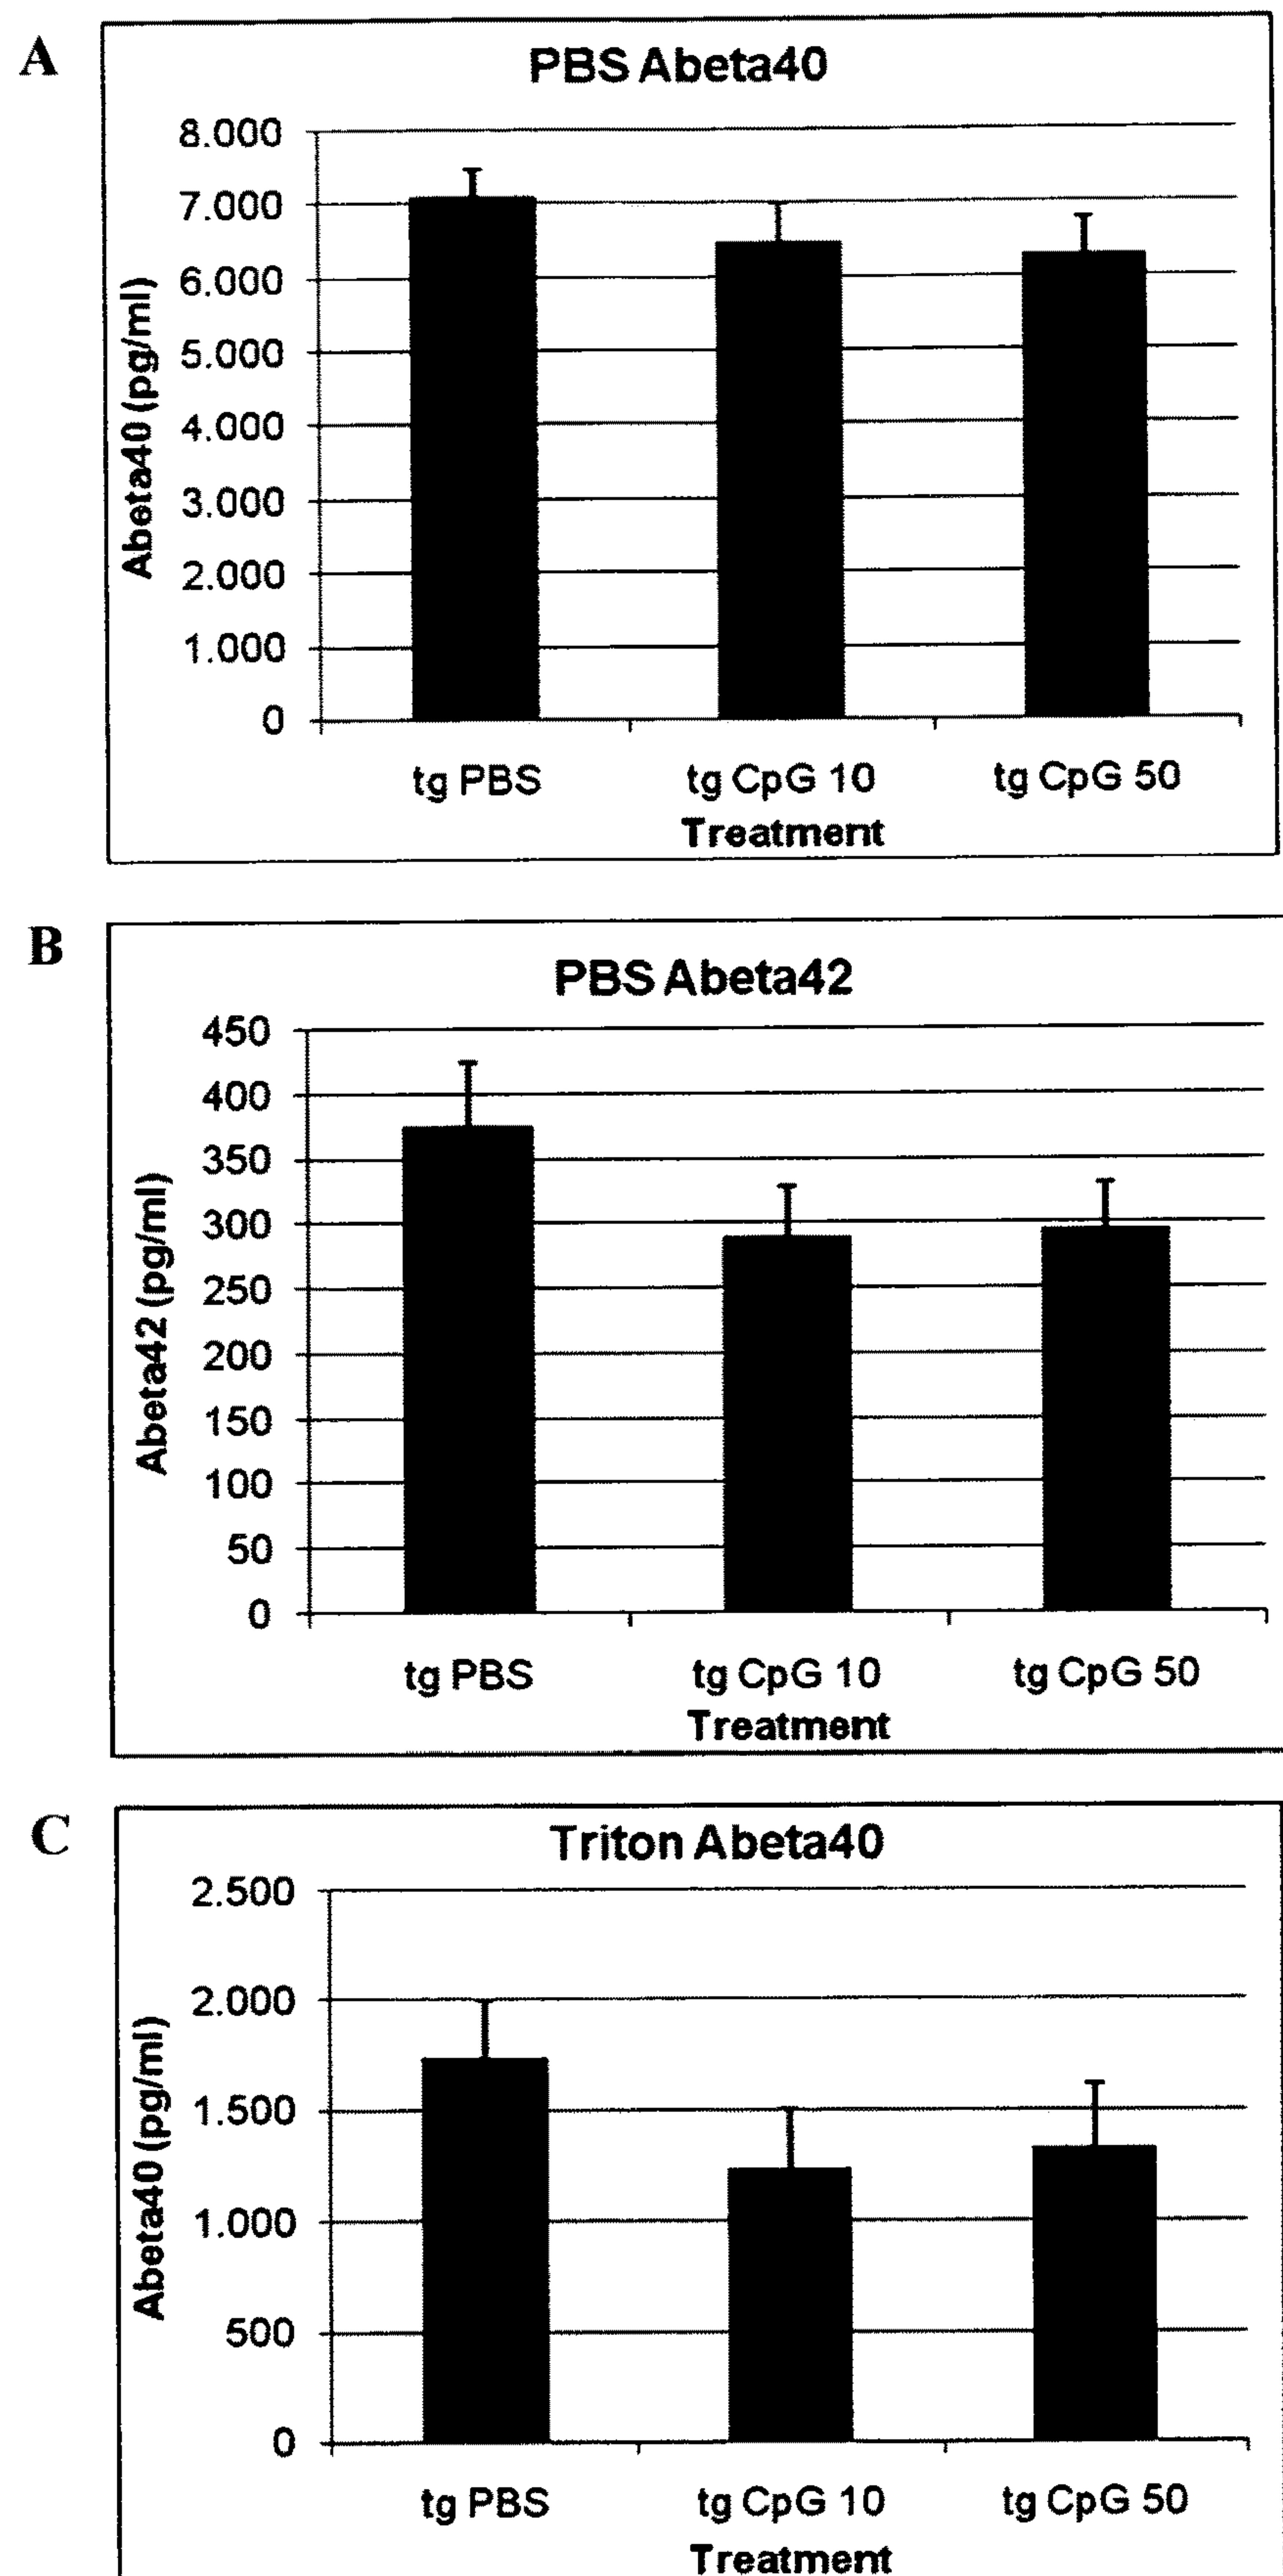 A
PBS Abeta40
8.000
7.000
6.000
5.000
4.000
3.000
2.000
1.000
0
Abeta40 (pg/ml)
tg PBS tg CpG 10 tg CpG 50
Treatment
B
PBS Abeta42
450
400
350
300
250
200
150
100
50
0
Abeta42 (pg/ml)
tg PBS tg CpG 10 tg CpG 50
Treatment
C
Triton Abeta40
2.500
2.000
1.500
1.000
500
0
Abeta40 (pg/ml)
tg PBS tg CpG 10 tg CpG 50
Treatment